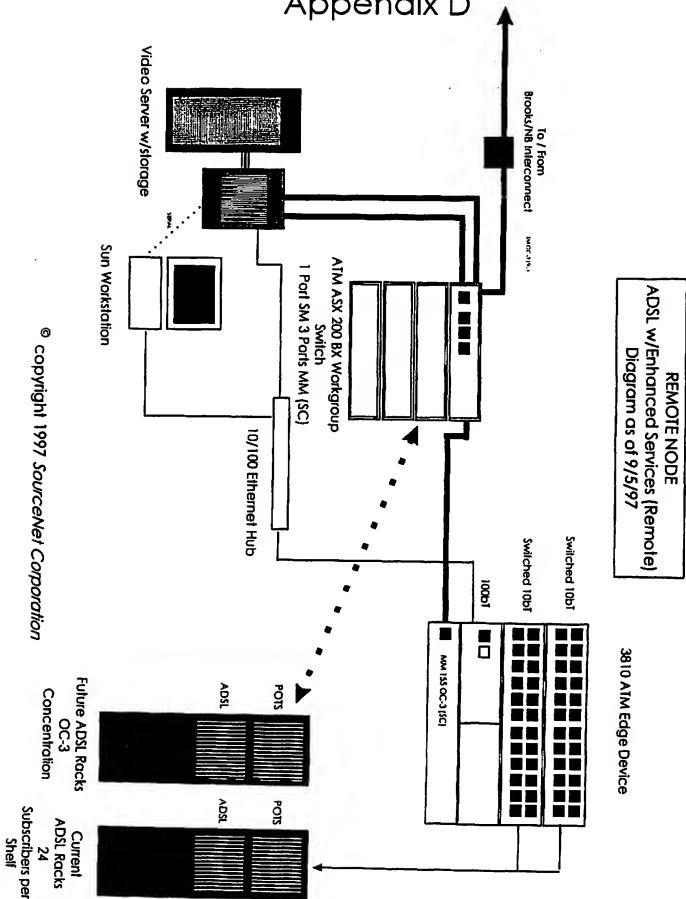 Appendix D
REMOTE NODE
ADSL w/Enhanced Services (Remote)
Diagram as of 9/5/97
To / From
Brooks/NB Interconnect
Video Server w/storage
Sun Workstation
ATM ASX 200 BX Workgroup
Switch
1 Port SM 3 Ports MM (SC)
10/100 Ethernet Hub
3810 ATM Edge Device
Switched 10bT
Switched 10bT
100bT
MM 155 OC-3 (SC)
POTS
ADSL
Future ADSL Racks
OC-3
Concentration
POTS
ADSL
Current
ADSL Racks
24
Subscribers per
Shelf
© copyright 1997 SourceNet Corporation